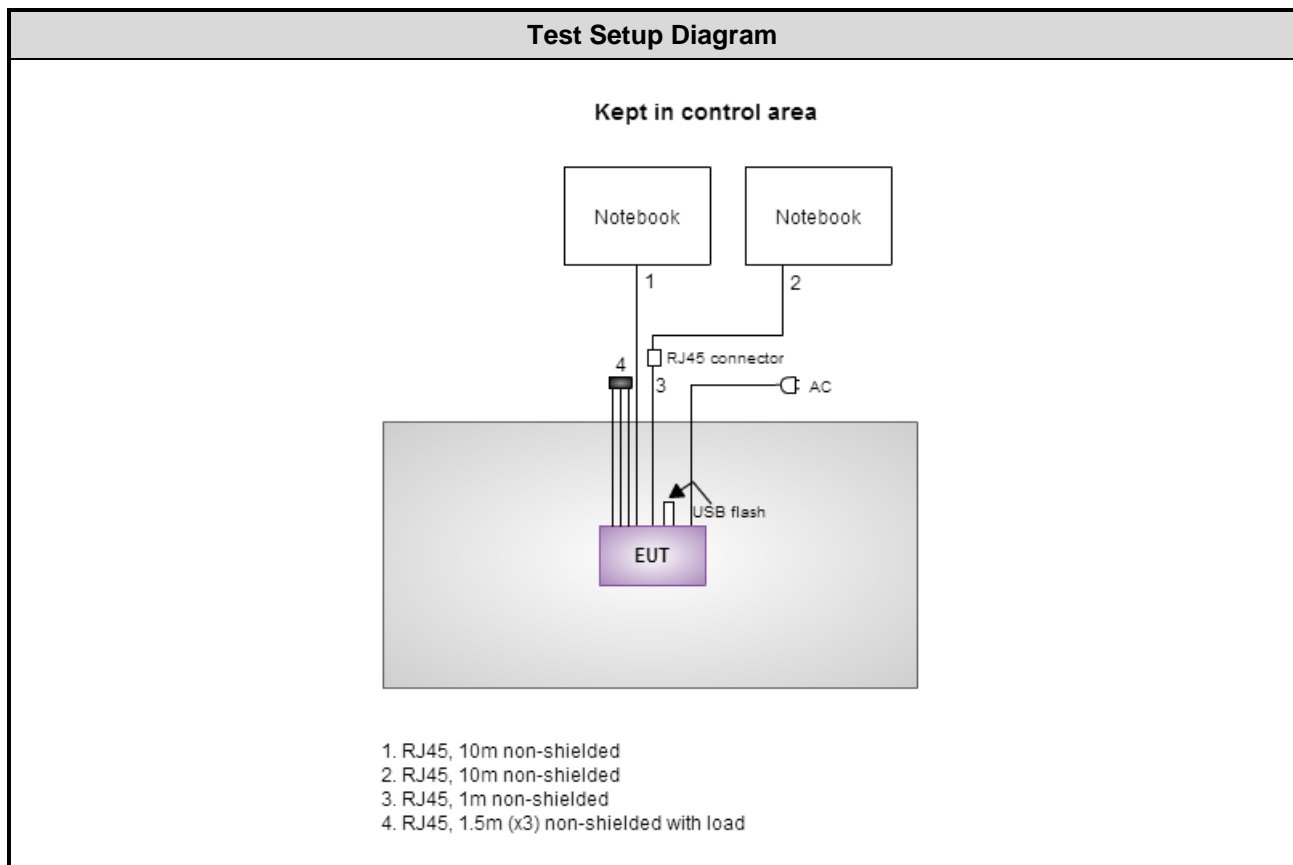 Test Setup Diagram
Kept in control area
Notebook
Notebook
1
2
RJ45 connector
4
3
AC
USB flash
EUT
1. RJ45, 10m non-shielded
2. RJ45, 10m non-shielded
3. RJ45, 1m non-shielded
4. RJ45, 1.5m (x3) non-shielded with load